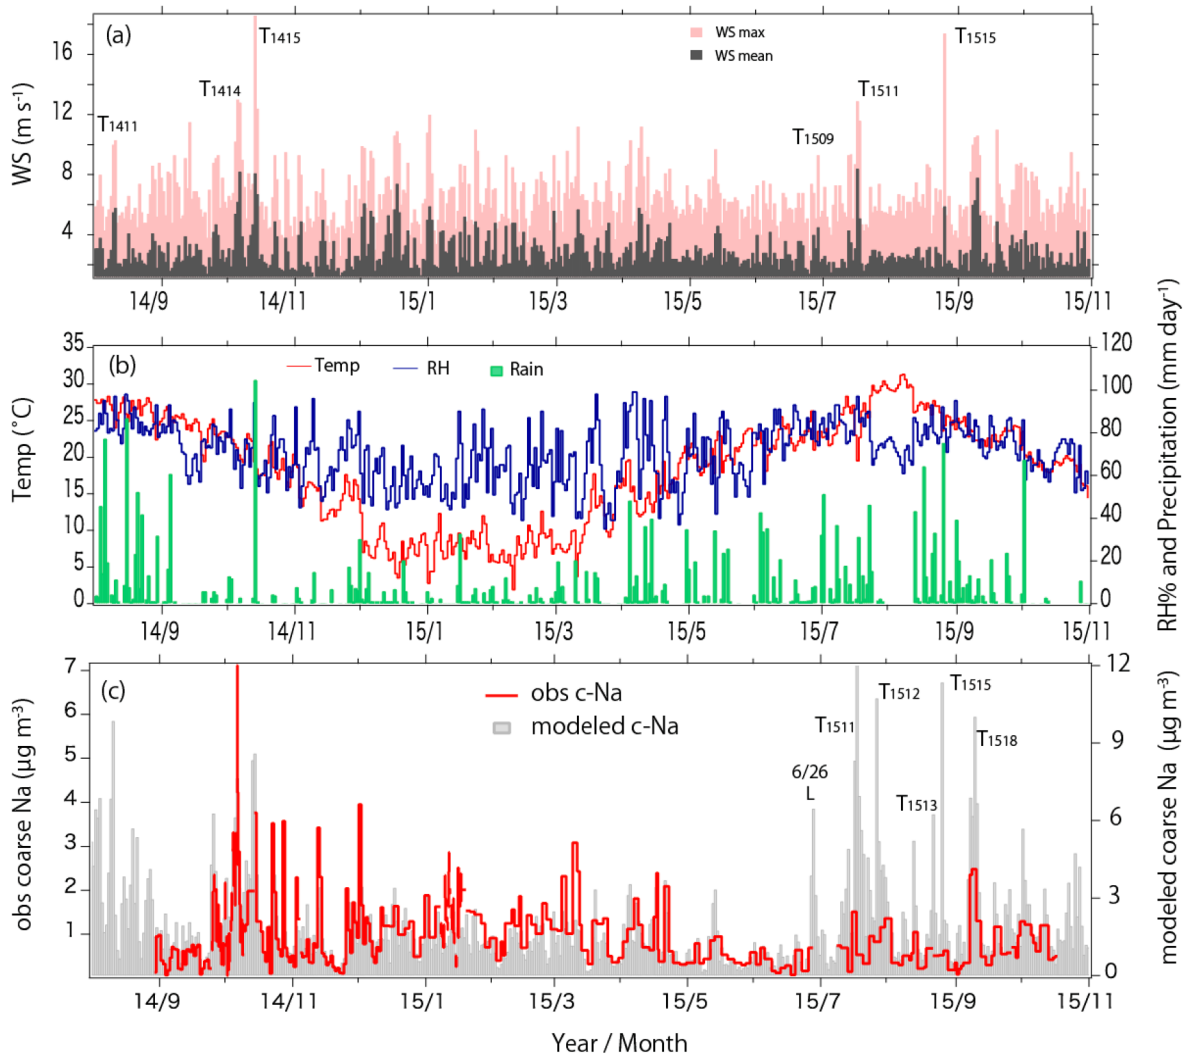 (a)
WS max
WS mean
T1411
T1414
T1415
T1509
T1511
T1515
WS (m s-1)
16
12
8
4
14/9 14/11 15/1 15/3 15/5 15/7 15/9 15/11
(b)
Temp RH Rain
Temp (°C)
35
30
25
20
15
10
5
0
RH% and Precipitation (mm day-1)
120
100
80
60
40
20
0
14/9 14/11 15/1 15/3 15/5 15/7 15/9 15/11
(c)
obs c-Na
modeled c-Na
T1511
T1512
T1515
T1518
6/26
L
T1513
obs coarse Na (μg m-3)
7
6
5
4
3
2
1
modeled coarse Na (μg m-3)
12
9
6
3
0
14/9 14/11 15/1 15/3 15/5 15/7 15/9 15/11
Year / Month